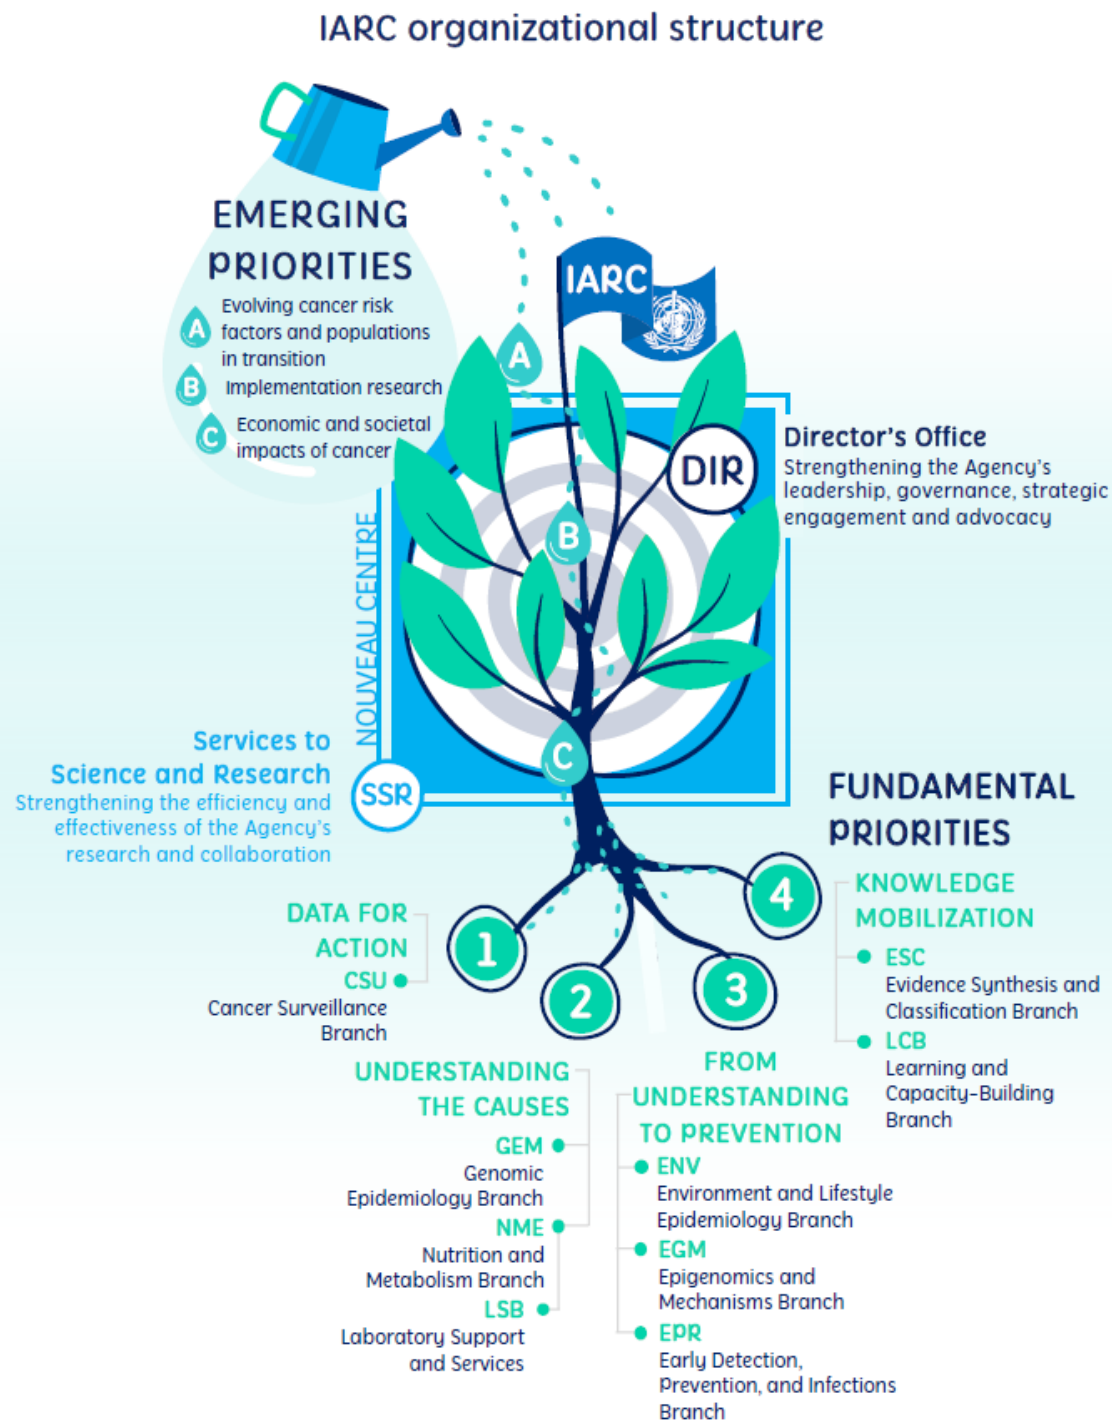 IARC organizational structure
EMERGING
PRIORITIES
A
Evolving cancer risk
factors and populations
in transition
B
Implementation research
C
Economic and societal
impacts of cancer
IARC
A
B
C
DIR
Director's Office
Strengthening the Agency's
leadership, governance, strategic
engagement and advocacy
NOUVEAU CENTRE
Services to
Science and Research
Strengthening the efficiency and
effectiveness of the Agency's
research and collaboration
SSR
FUNDAMENTAL
PRIORITIES
1
DATA FOR
ACTION
CSU
Cancer Surveillance
Branch
2
UNDERSTANDING
THE CAUSES
GEM
Genomic
Epidemiology Branch
NME
Nutrition and
Metabolism Branch
LSB
Laboratory Support
and Services
3
FROM
UNDERSTANDING
TO PREVENTION
ENV
Environment and Lifestyle
Epidemiology Branch
EGM
Epigenomics and
Mechanisms Branch
EPR
Early Detection,
Prevention, and Infections
Branch
4
KNOWLEDGE
MOBILIZATION
ESC
Evidence Synthesis and
Classification Branch
LCB
Learning and
Capacity-Building
Branch